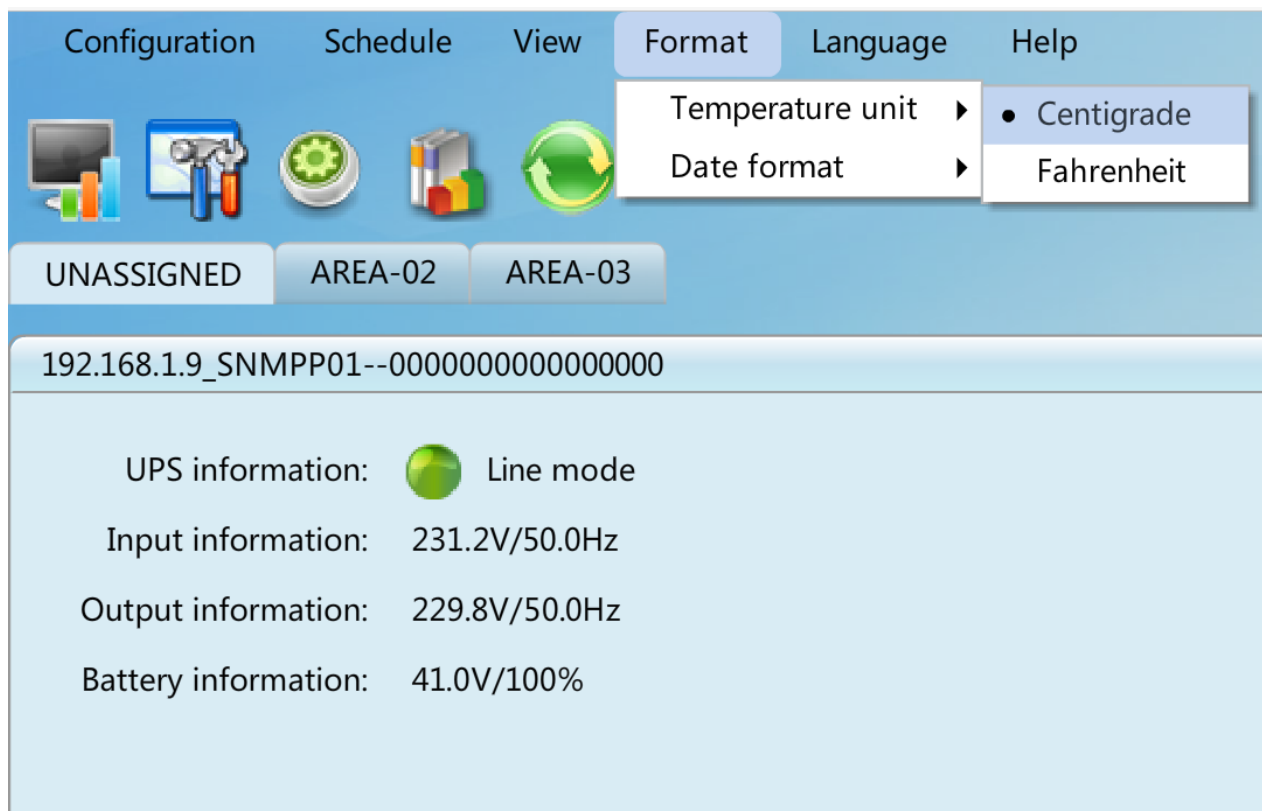 Configuration Schedule View Format Language Help
Temperature unit
Date format
Centigrade
Fahrenheit
UNASSIGNED AREA-02 AREA-03
192.168.1.9_SNMPP01--0000000000000000
UPS information: Line mode
Input information: 231.2V/50.0Hz
Output information: 229.8V/50.0Hz
Battery information: 41.0V/100%